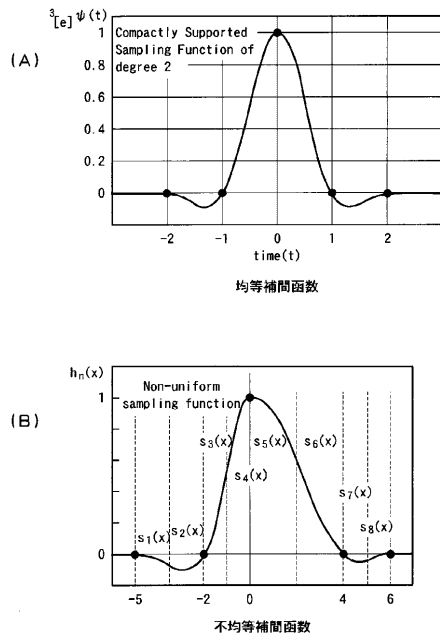 (A)
³[e]ψ(t)
Compactly Supported
Sampling Function of
degree 2
1
0.8
0.6
0.4
0.2
0
-2 -1 0 1 2
time(t)
均等補間函数
(B)
hn(x)
Non-uniform
sampling function
1
0
s1(x)
s2(x)
s3(x)
s4(x)
s5(x)
s6(x)
s7(x)
s8(x)
-5 -2 0 4 6
不均等補間函数